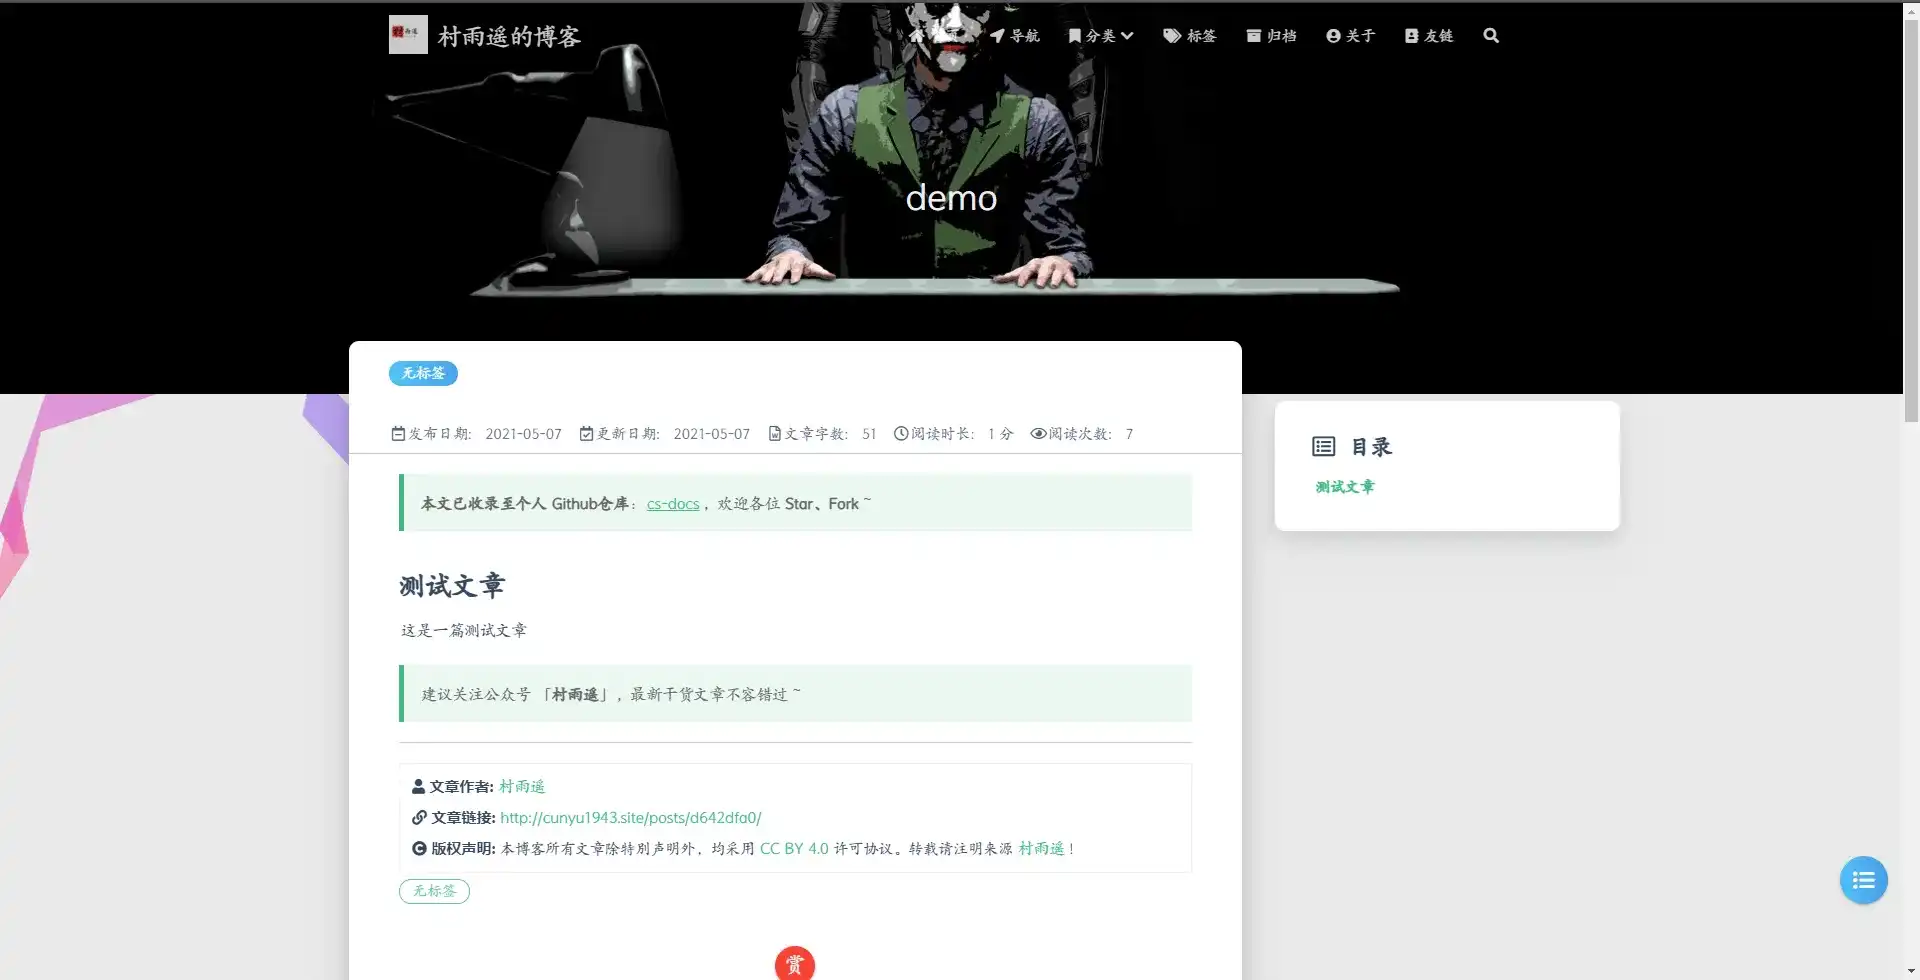 村雨遥的博客
导航 分类 标签 归档 关于 友链
demo
无标签
发布日期: 2021-05-07 更新日期: 2021-05-07 文章字数: 51 阅读时长: 1 分 阅读次数: 7
本文已收录至个人 Github仓库：cs-docs，欢迎各位 Star、Fork ~
测试文章
这是一篇测试文章
建议关注公众号 「村雨遥」，最新干货文章不容错过 ~
文章作者: 村雨遥
文章链接: http://cunyu1943.site/posts/d642dfa0/
版权声明: 本博客所有文章除特别声明外，均采用 CC BY 4.0 许可协议。转载请注明来源 村雨遥！
无标签
赏
目录
测试文章